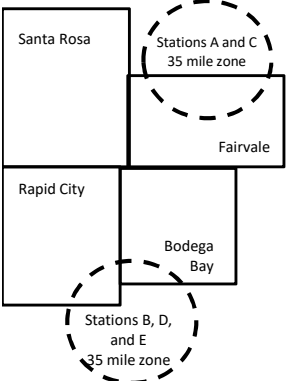 Santa Rosa
Stations A and C
35 mile zone
Fairvale
Rapid City
Bodega
Bay
Stations B, D,
and E
35 mile zone